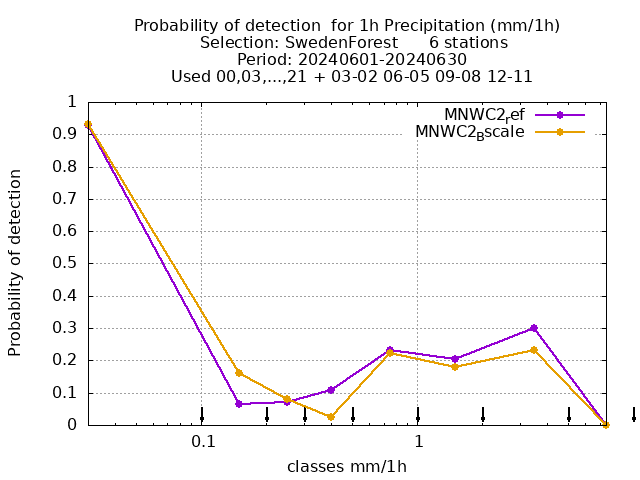 Probability of detection  for 1h Precipitation (mm/1h)
Selection: SwedenForest      6 stations
Period: 20240601-20240630
Used 00,03,...,21 + 03-02 06-05 09-08 12-11
MNWC2ref
MNWC2Bscale
1
0.9
0.8
0.7
0.6
0.5
0.4
0.3
0.2
0.1
0
Probability of detection
0.1
1
classes mm/1h